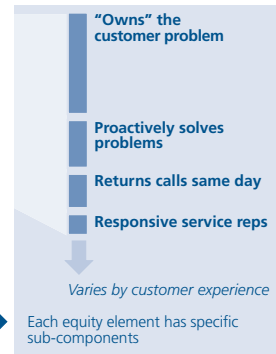 “Owns” the
customer problem
Proactively solves
problems
Returns calls same day
Responsive service reps
Varies by customer experience
Each equity element has specific
sub-components